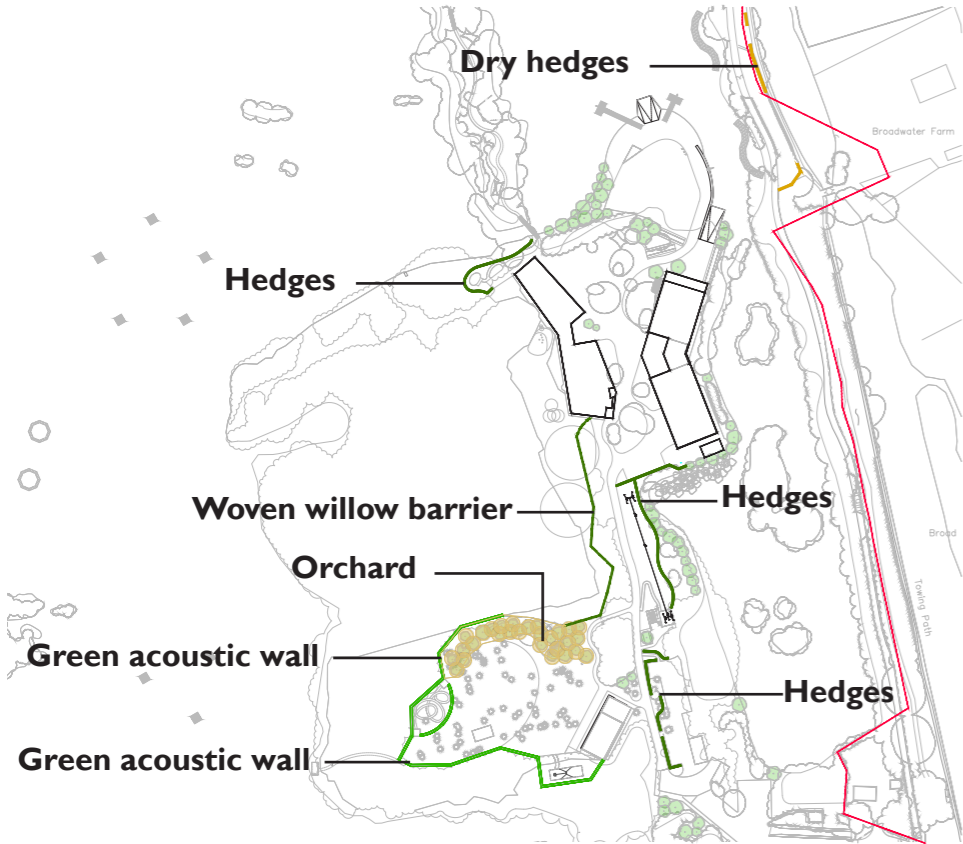 Dry hedges
Broadwater Farm
Hedges
Woven willow barrier
Hedges
Broad
Orchard
Towing Path
Green acoustic wall
Hedges
Green acoustic wall